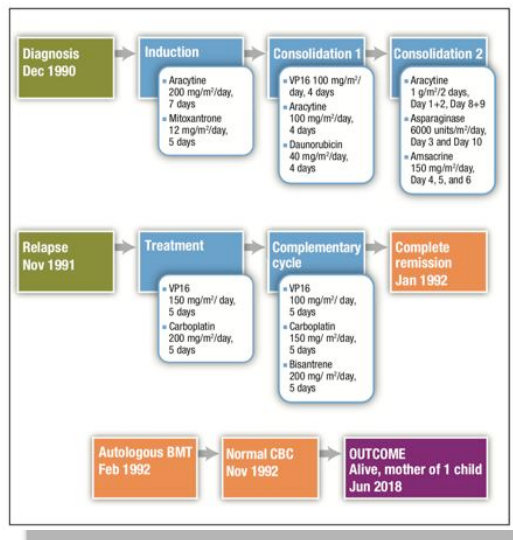 Diagnosis
Dec 1990
Induction
▪ Aracytine
200 mg/m²/day,
7 days
▪ Mitoxantrone
12 mg/m²/day,
5 days
Consolidation 1
▪ VP16 100 mg/m²/
day, 4 days
▪ Aracytine
100 mg/m²/day,
4 days
▪ Daunorubicin
40 mg/m²/day,
4 days
Consolidation 2
▪ Aracytine
1 g/m²/2 days,
Day 1+2, Day 8+9
▪ Asparaginase
6000 units/m²/day,
Day 3 and Day 10
▪ Amsacrine
150 mg/m²/day,
Day 4, 5, and 6
Relapse
Nov 1991
Treatment
▪ VP16
150 mg/m²/ day,
5 days
▪ Carboplatin
200 mg/m²/day,
5 days
Complementary
cycle
▪ VP16
100 mg/m²/ day,
5 days
▪ Carboplatin
150 mg/ m²/day,
5 days
▪ Bisantrene
200 mg/ m²/day,
5 days
Complete
remission
Jan 1992
Autologous BMT
Feb 1992
Normal CBC
Nov 1992
OUTCOME
Alive, mother of 1 child
Jun 2018